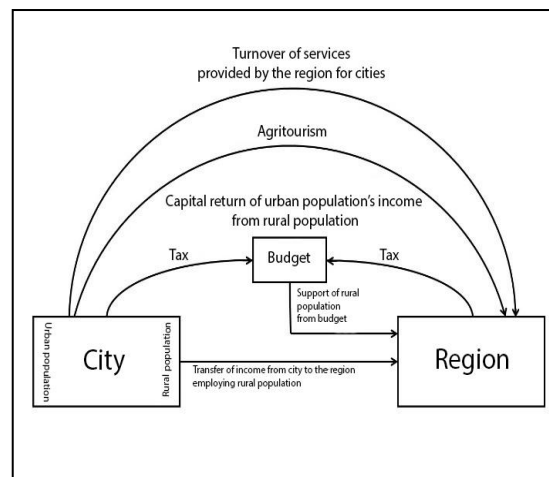 Turnover of services
provided by the region for cities
Agritourism
Capital return of urban population's income
from rural population
Tax
Budget
Tax
Support of rural
population
from budget
Urban population
City
Rural population
Region
Transfer of income from city to the region
employing rural population